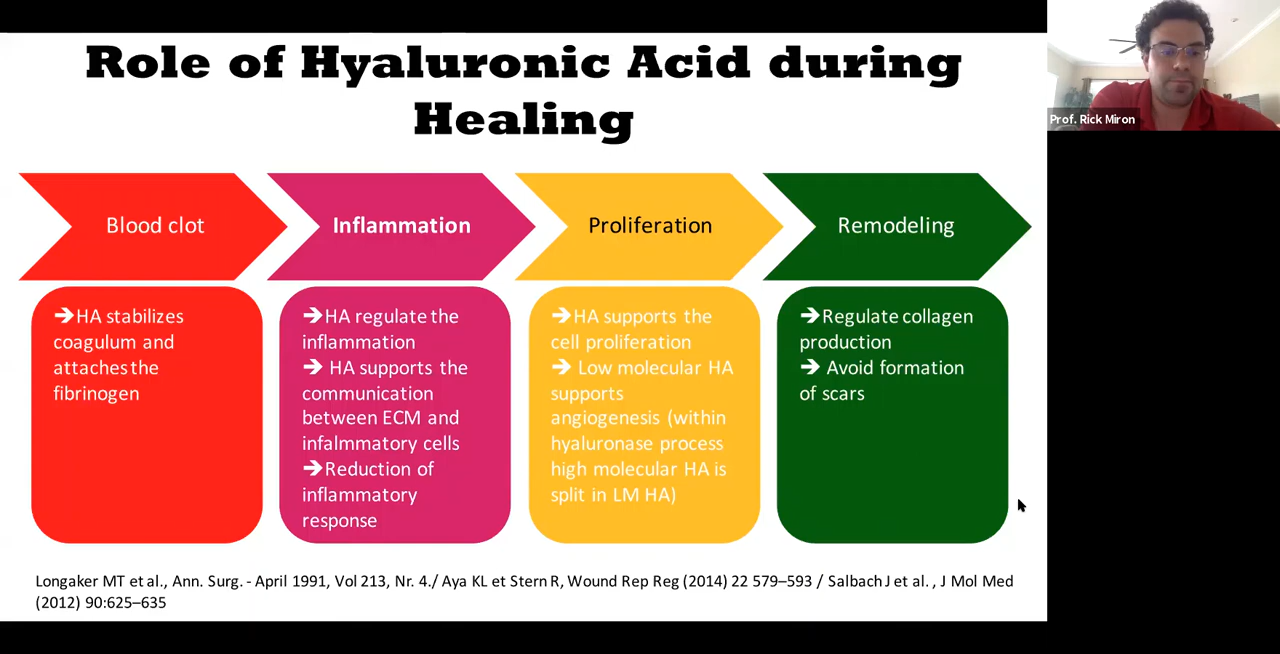 Role of Hyaluronic Acid during
Healing
Prof. Rick Miron
Blood clot
Inflammation
Proliferation
Remodeling
➔HA stabilizes
coagulum and
attaches the
fibrinogen
➔HA regulate the
inflammation
➔ HA supports the
communication
between ECM and
infalmmatory cells
➔Reduction of
inflammatory
response
➔HA supports the
cell proliferation
➔ Low molecular HA
supports
angiogenesis (within
hyaluronase process
high molecular HA is
split in LM HA)
➔Regulate collagen
production
➔ Avoid formation
of scars
Longaker MT et al., Ann. Surg. - April 1991, Vol 213, Nr. 4./ Aya KL et Stern R, Wound Rep Reg (2014) 22 579–593 / Salbach J et al. , J Mol Med
(2012) 90:625–635